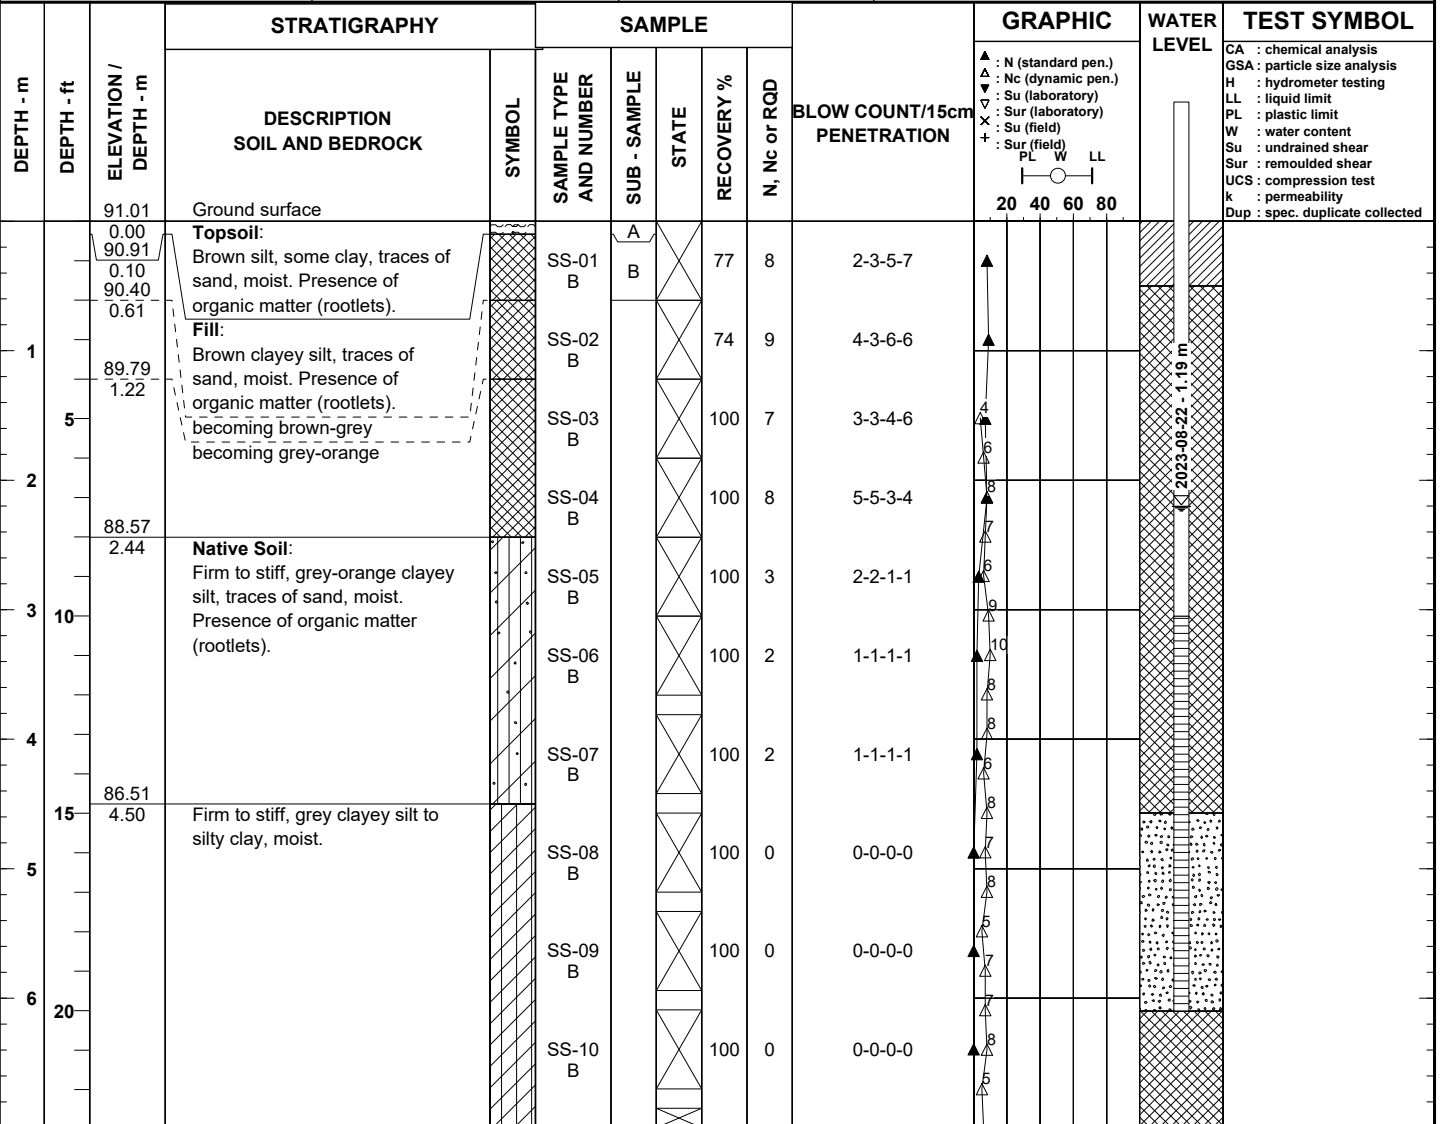 STRATIGRAPHY
SAMPLE
GRAPHIC
WATER LEVEL
TEST SYMBOL
DEPTH - m
DEPTH - ft
ELEVATION / DEPTH - m
DESCRIPTION
SOIL AND BEDROCK
SYMBOL
SAMPLE TYPE AND NUMBER
SUB - SAMPLE
STATE
RECOVERY %
N, Nc or RQD
BLOW COUNT/15cm
PENETRATION
: N (standard pen.)
: Nc (dynamic pen.)
: Su (laboratory)
: Sur (laboratory)
: Su (field)
: Sur (field)
PL W LL
20 40 60 80
CA : chemical analysis
GSA : particle size analysis
H : hydrometer testing
LL : liquid limit
PL : plastic limit
W : water content
Su : undrained shear
Sur : remoulded shear
UCS : compression test
k : permeability
Dup : spec. duplicate collected
91.01 Ground surface
0.00 Topsoil:
90.91 Brown silt, some clay, traces of
0.10 sand, moist. Presence of
90.40 organic matter (rootlets).
0.61 Fill:
Brown clayey silt, traces of
89.79 sand, moist. Presence of
1.22 organic matter (rootlets).
becoming brown-grey
becoming grey-orange
88.57
2.44 Native Soil:
Firm to stiff, grey-orange clayey
silt, traces of sand, moist.
Presence of organic matter
(rootlets).
86.51
4.50 Firm to stiff, grey clayey silt to
silty clay, moist.
1
2
3
4
5
6
5
10
15
20
A
SS-01 B 77 8 2-3-5-7
B
SS-02 74 9 4-3-6-6
B
SS-03 100 7 3-3-4-6
B
SS-04 100 8 5-5-3-4
B
SS-05 100 3 2-2-1-1
B
SS-06 100 2 1-1-1-1
B
SS-07 100 2 1-1-1-1
B
SS-08 100 0 0-0-0-0
B
SS-09 100 0 0-0-0-0
B
SS-10 100 0 0-0-0-0
B
4
6
8
7
6
9
10
8
8
6
8
7
8
5
7
7
8
5
2023-08-22 - 1.19 m